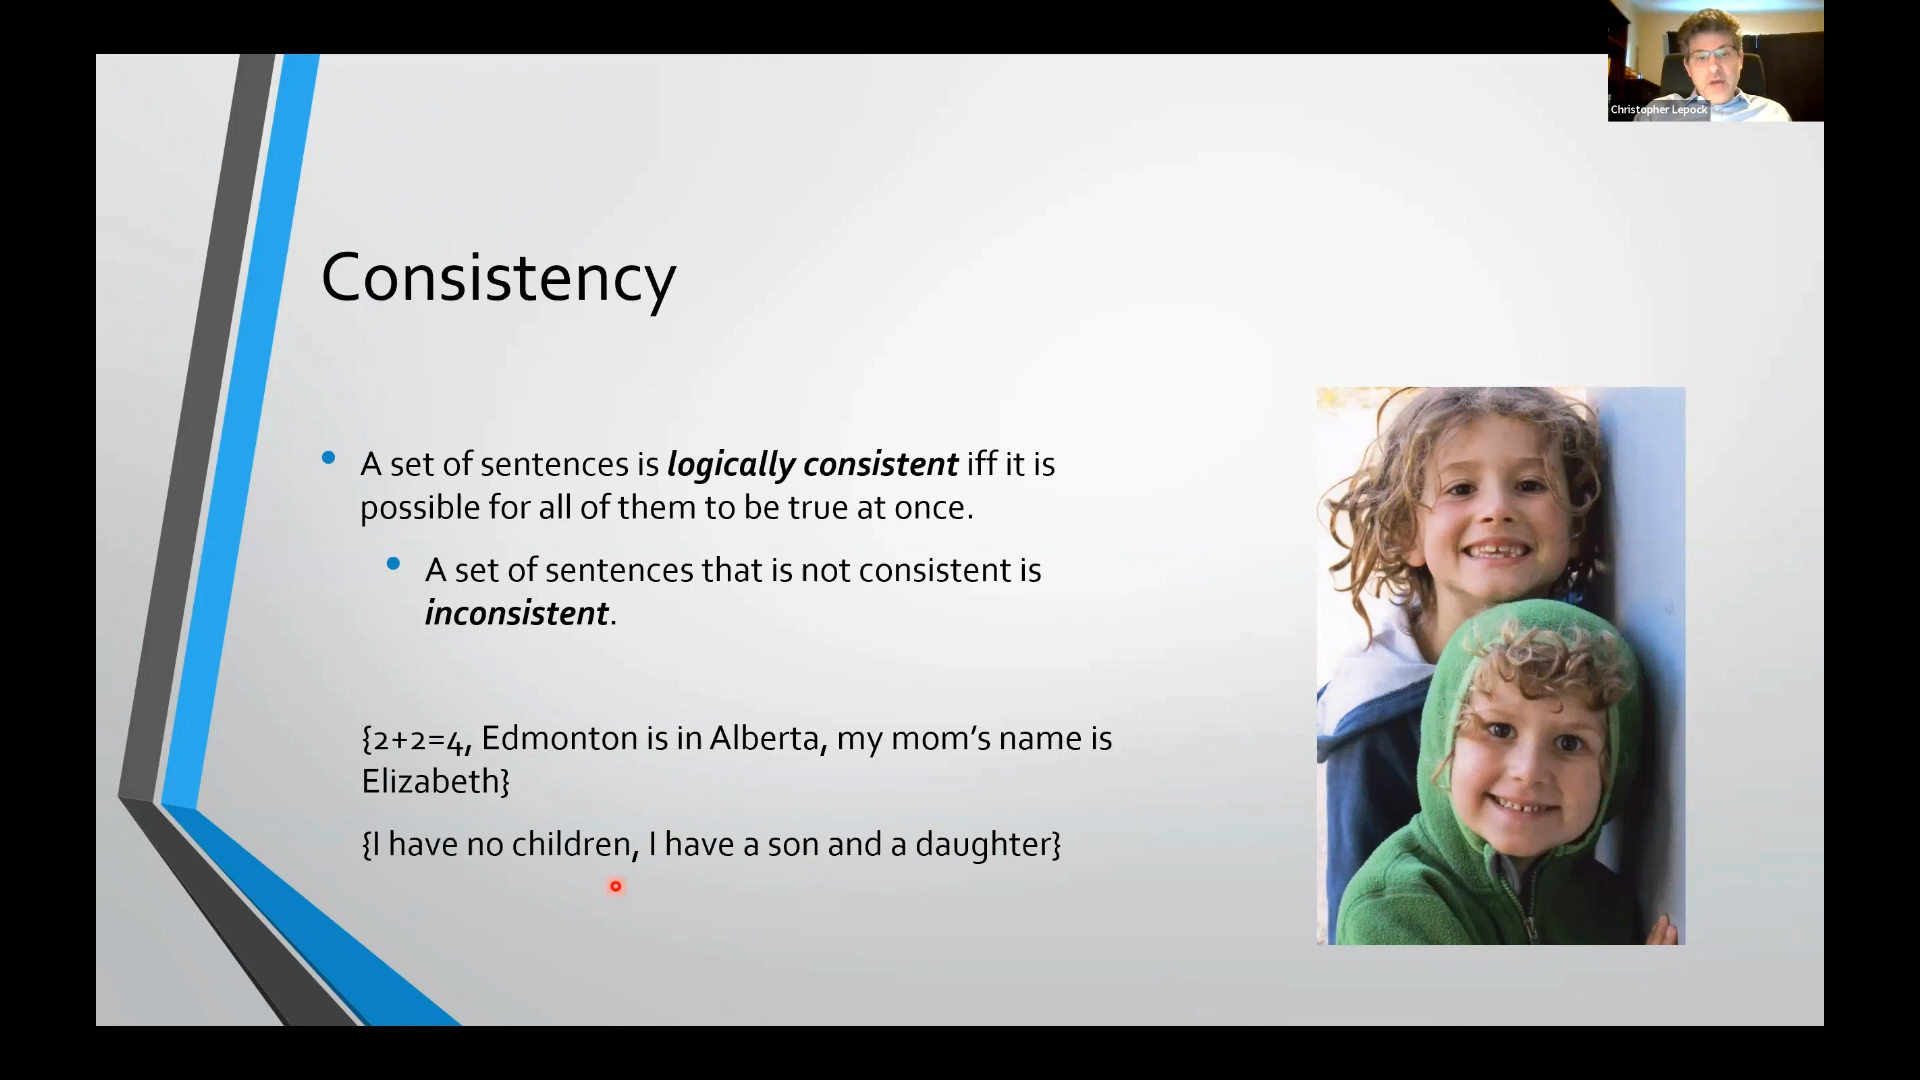 Christopher Lepock
Consistency
• A set of sentences is logically consistent iff it is
possible for all of them to be true at once.
• A set of sentences that is not consistent is
inconsistent.
{2+2=4, Edmonton is in Alberta, my mom’s name is
Elizabeth}
{I have no children, I have a son and a daughter}